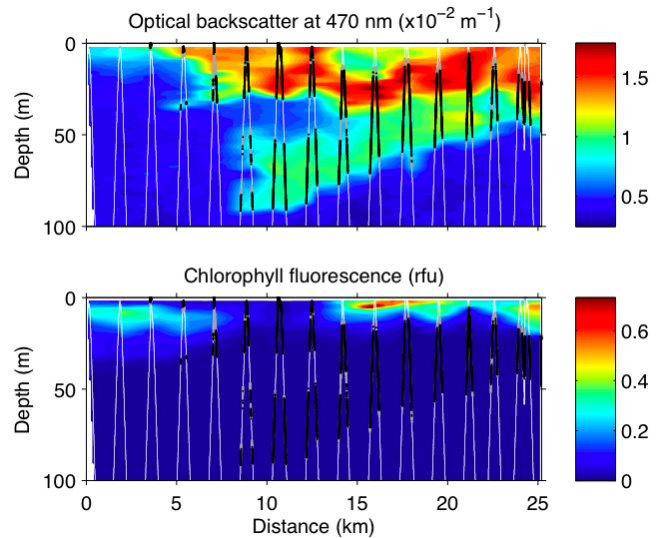 Optical backscatter at 470 nm (x10⁻² m⁻¹)
0
50
100
Depth (m)
1.5
1
0.5
Chlorophyll fluorescence (rfu)
0
50
100
Depth (m)
0 5 10 15 20 25
Distance (km)
0.6
0.4
0.2
0